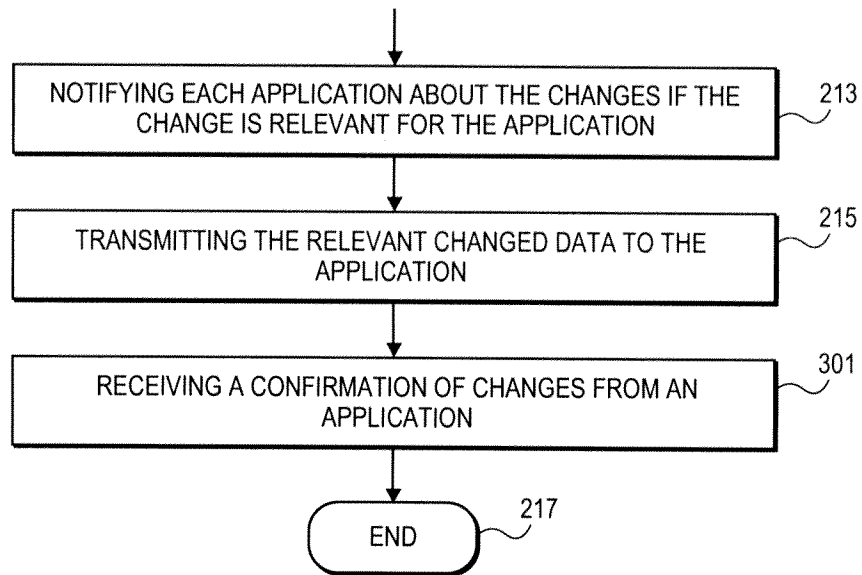 NOTIFYING EACH APPLICATION ABOUT THE CHANGES IF THE
CHANGE IS RELEVANT FOR THE APPLICATION
213
TRANSMITTING THE RELEVANT CHANGED DATA TO THE
APPLICATION
215
RECEIVING A CONFIRMATION OF CHANGES FROM AN
APPLICATION
301
END
217